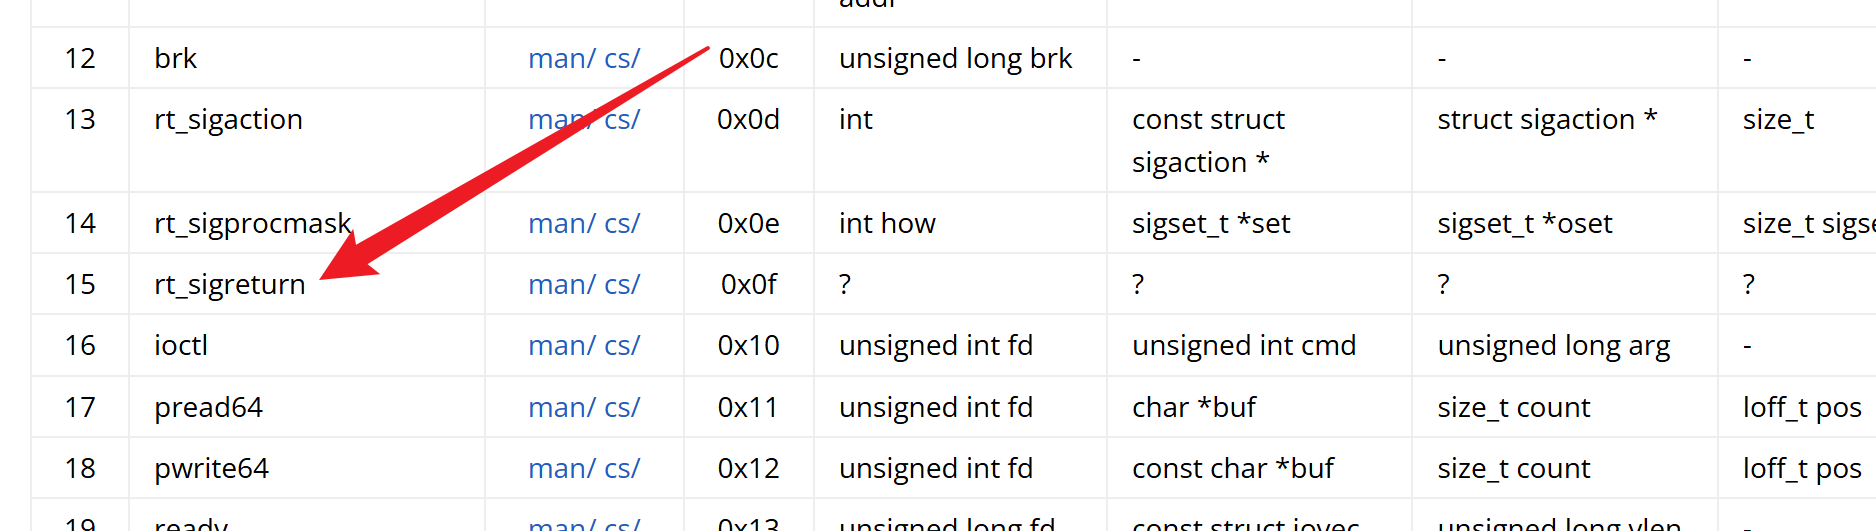 addr
12 brk man/ cs/ 0x0c unsigned long brk - - -
13 rt_sigaction man/ cs/ 0x0d int const struct struct sigaction * size_t
sigaction *
14 rt_sigprocmask man/ cs/ 0x0e int how sigset_t *set sigset_t *oset size_t sigse
15 rt_sigreturn man/ cs/ 0x0f ? ? ? ?
16 ioctl man/ cs/ 0x10 unsigned int fd unsigned int cmd unsigned long arg -
17 pread64 man/ cs/ 0x11 unsigned int fd char *buf size_t count loff_t pos
18 pwrite64 man/ cs/ 0x12 unsigned int fd const char *buf size_t count loff_t pos
19 readv man/ cs/ 0x13 unsigned long fd const struct iovec unsigned long vlen -